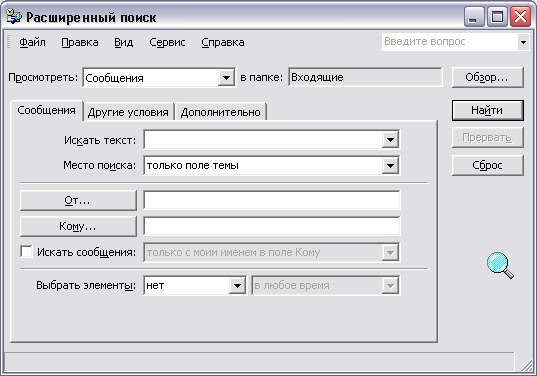 Расширенный поиск
Файл Правка Вид Сервис Справка Введите вопрос
Просмотреть: Сообщения в папке: Входящие Обзор...
Сообщения Другие условия Дополнительно Найти
Искать текст: Прервать
Место поиска: только поле темы Сброс
От...
Кому...
Искать сообщения: только с моим именем в поле Кому
Выбрать элементы: нет в любое время